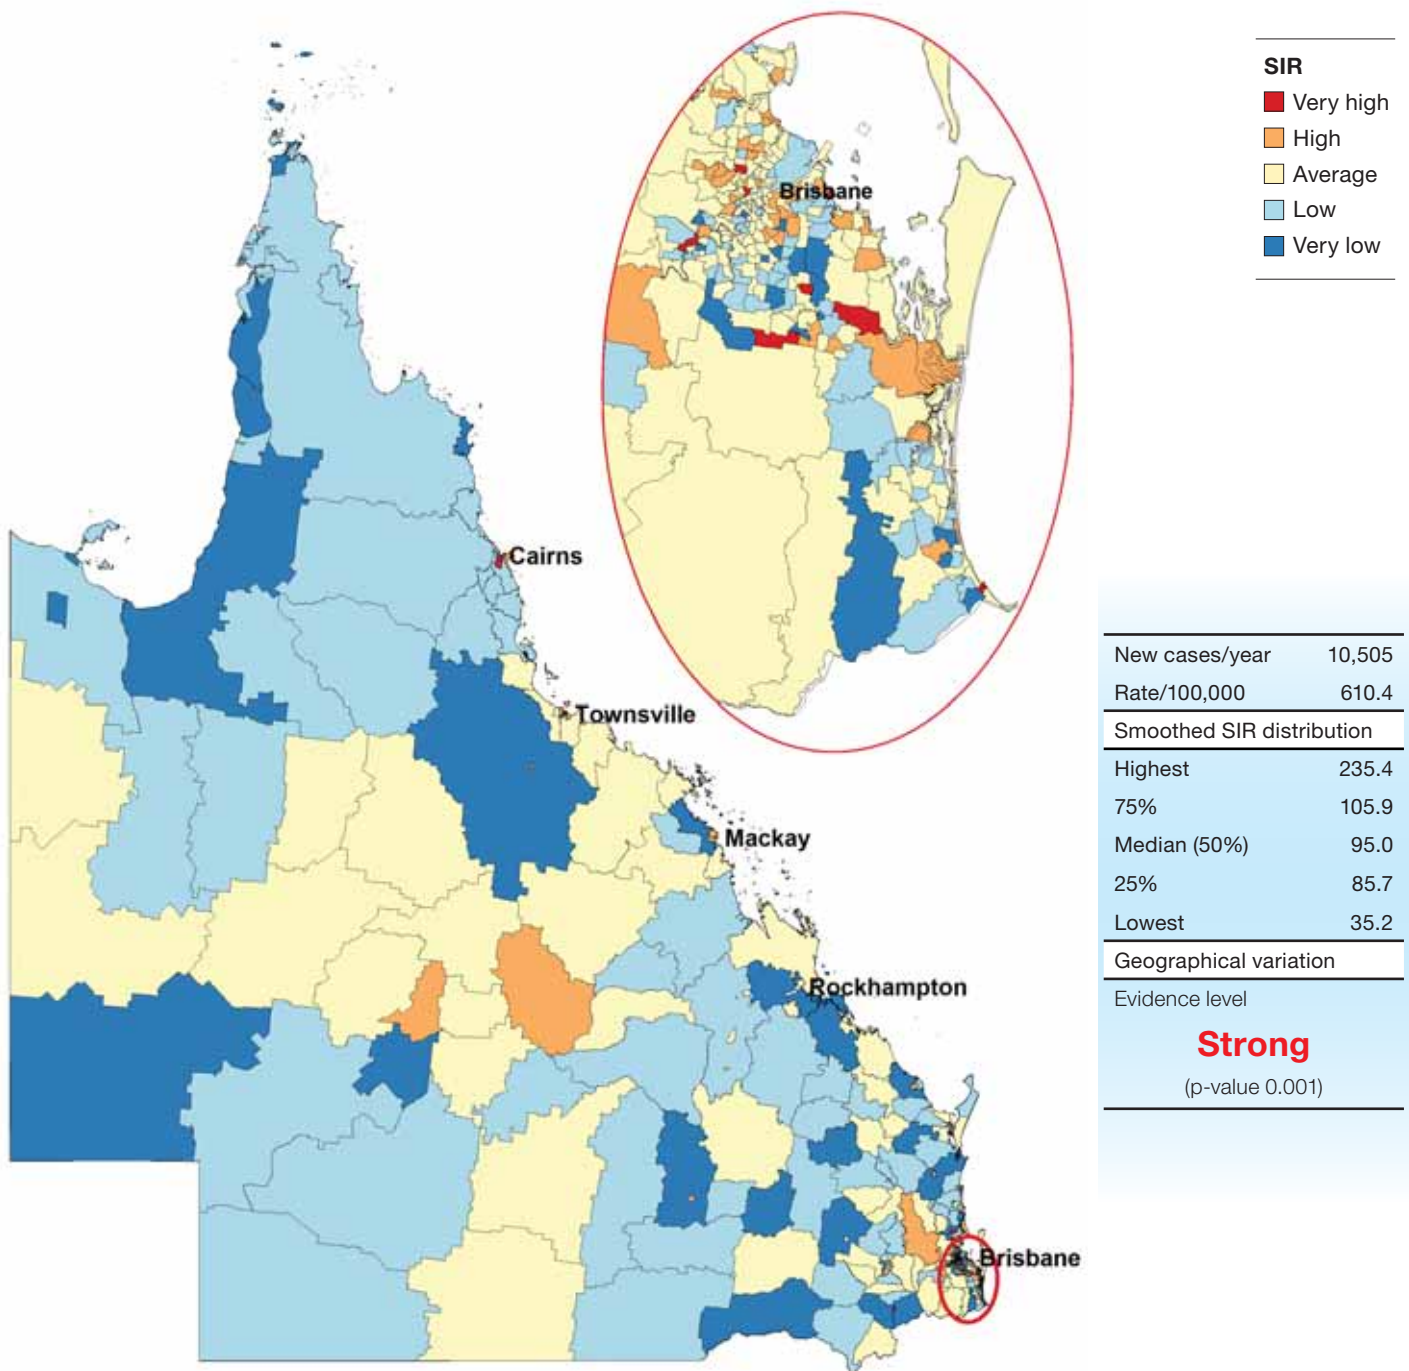 SIR
Very high
High
Average
Low
Very low
Brisbane
Cairns
Townsville
Mackay
Rockhampton
Brisbane
New cases/year 10,505
Rate/100,000 610.4
Smoothed SIR distribution
Highest 235.4
75% 105.9
Median (50%) 95.0
25% 85.7
Lowest 35.2
Geographical variation
Evidence level
Strong
(p-value 0.001)